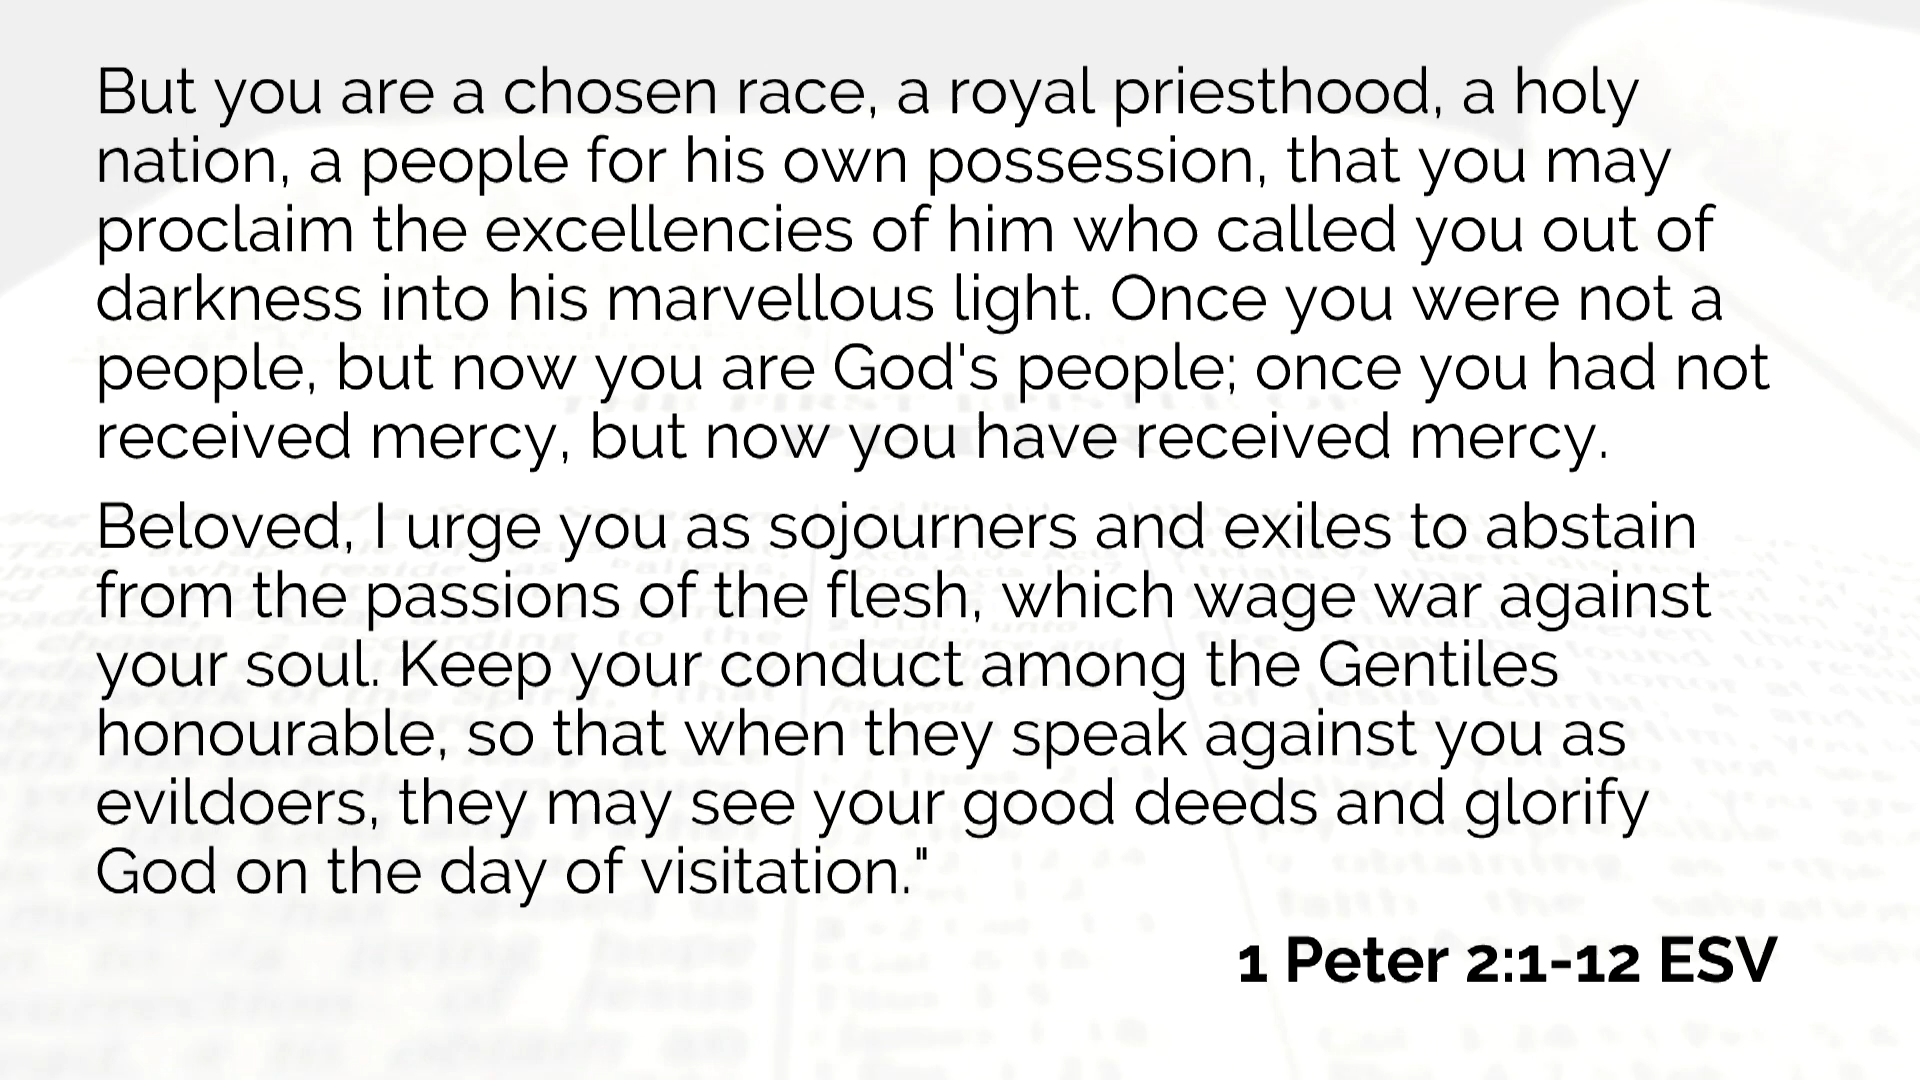 But you are a chosen race, a royal priesthood, a holy
nation, a people for his own possession, that you may
proclaim the excellencies of him who called you out of
darkness into his marvellous light. Once you were not a
people, but now you are God's people; once you had not
received mercy, but now you have received mercy.
Beloved, I urge you as sojourners and exiles to abstain
from the passions of the flesh, which wage war against
your soul. Keep your conduct among the Gentiles
honourable, so that when they speak against you as
evildoers, they may see your good deeds and glorify
God on the day of visitation."
1 Peter 2:1-12 ESV